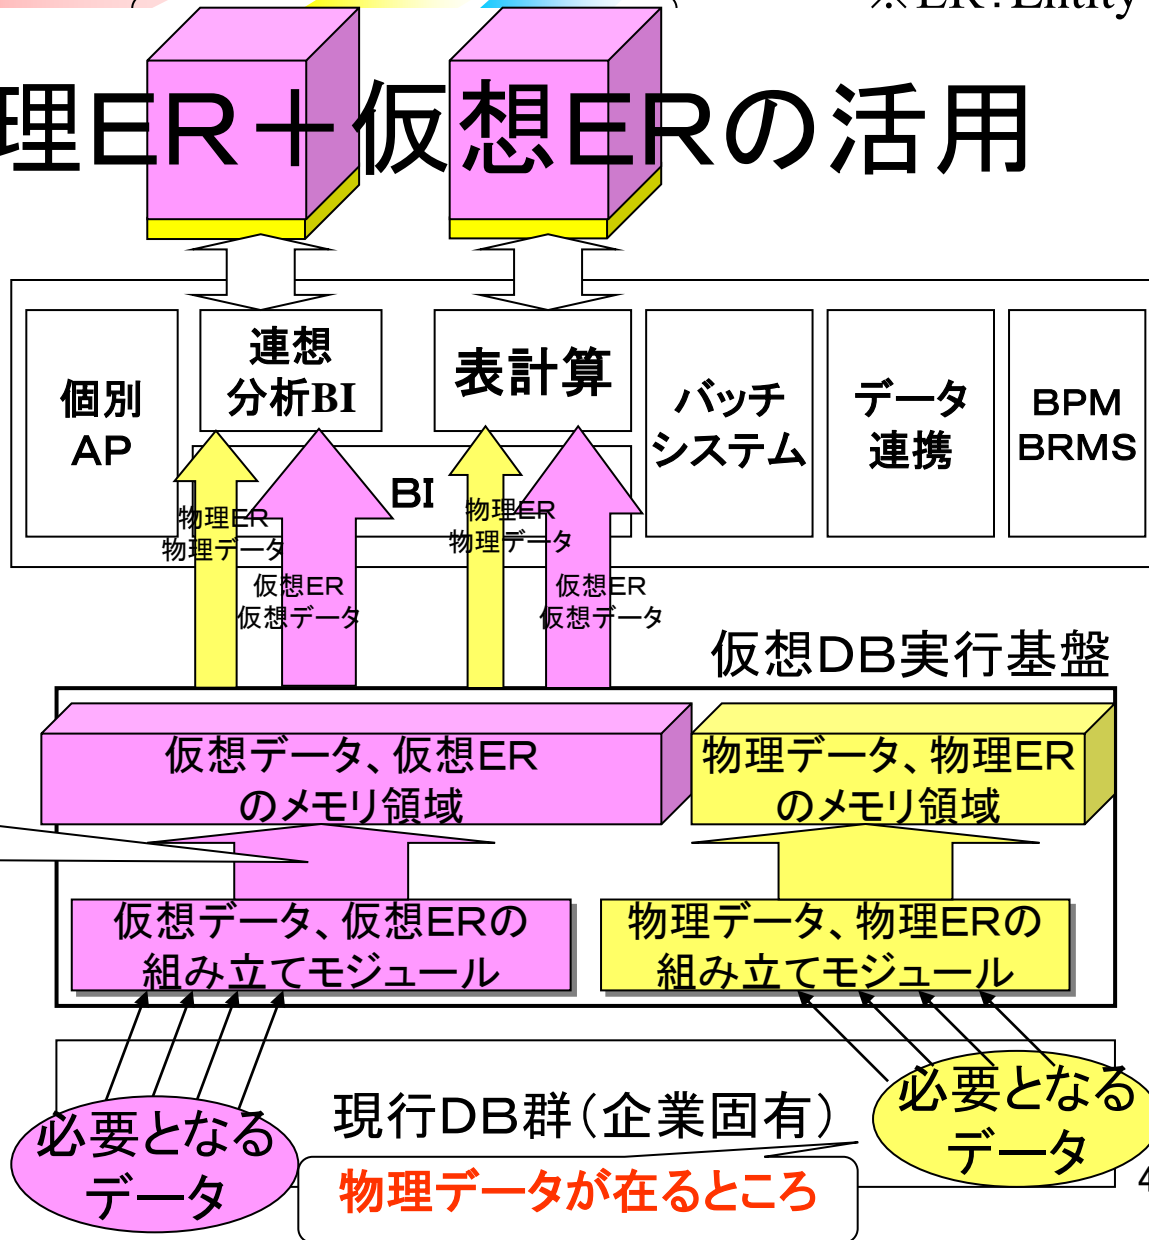 ※ER：Entity
理ER＋仮想ERの活用
個別
AP
連想
分析BI
表計算
バッチ
システム
データ
連携
BPM
BRMS
BI
物理ER
物理データ
仮想ER
仮想データ
物理ER
物理データ
仮想ER
仮想データ
仮想DB実行基盤
仮想データ、仮想ER
のメモリ領域
物理データ、物理ER
のメモリ領域
仮想データ、仮想ERの
組み立てモジュール
物理データ、物理ERの
組み立てモジュール
必要となる
データ
現行DB群（企業固有）
必要となる
データ
物理データが在るところ
4